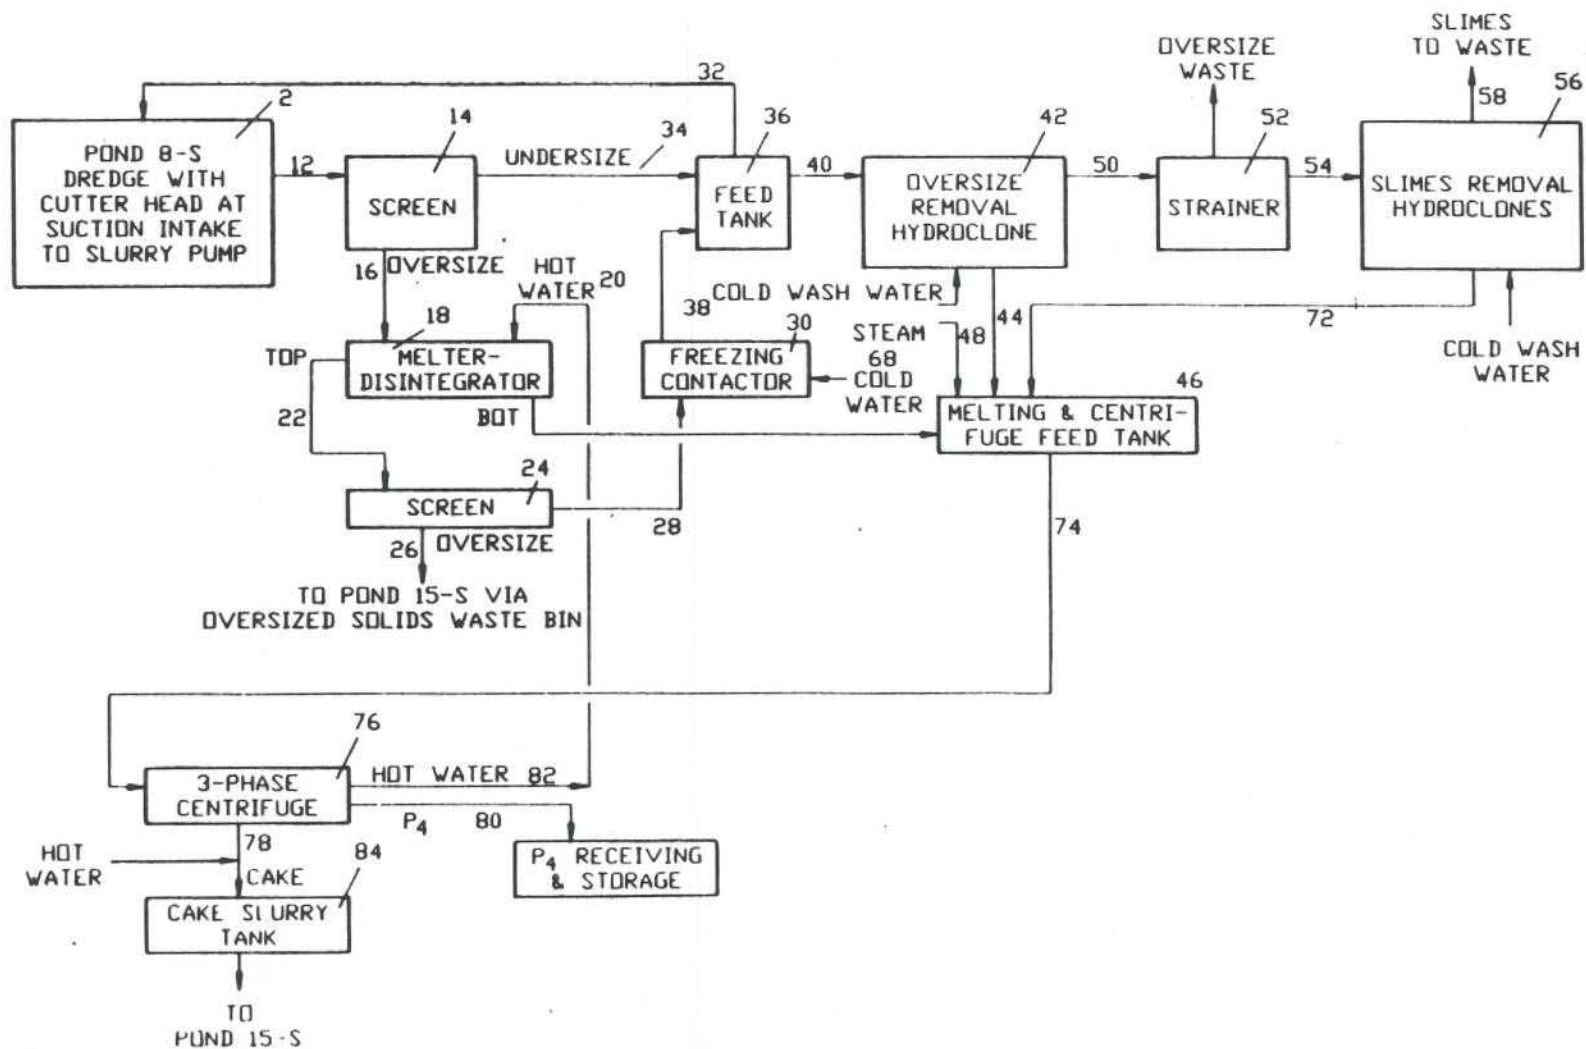 SLIMES
TO WASTE
OVERSIZE
WASTE
32
2
14
34
36
42
52
58
56
POND 8-S
DREDGE WITH
CUTTER HEAD AT
SUCTION INTAKE
TO SLURRY PUMP
12
SCREEN
UNDERSIZE
FEED
TANK
40
OVERSIZE
REMOVAL
HYDROCLONE
50
STRAINER
54
SLIMES REMOVAL
HYDROCLONES
16
OVERSIZE
HOT
WATER
20
38
COLD WASH WATER
44
72
COLD WASH
WATER
18
TOP
MELTER-
DISINTEGRATOR
BOT
30
FREEZING
CONTACTOR
STEAM
48
68
COLD
WATER
46
MELTING & CENTRI-
FUGE FEED TANK
22
24
SCREEN
28
26
OVERSIZE
74
TO POND 15-S VIA
OVERSIZED SOLIDS WASTE BIN
76
3-PHASE
CENTRIFUGE
HOT WATER
82
P4
80
78
HOT
WATER
CAKE
84
P4 RECEIVING
& STORAGE
CAKE SLURRY
TANK
TO
POND 15-S